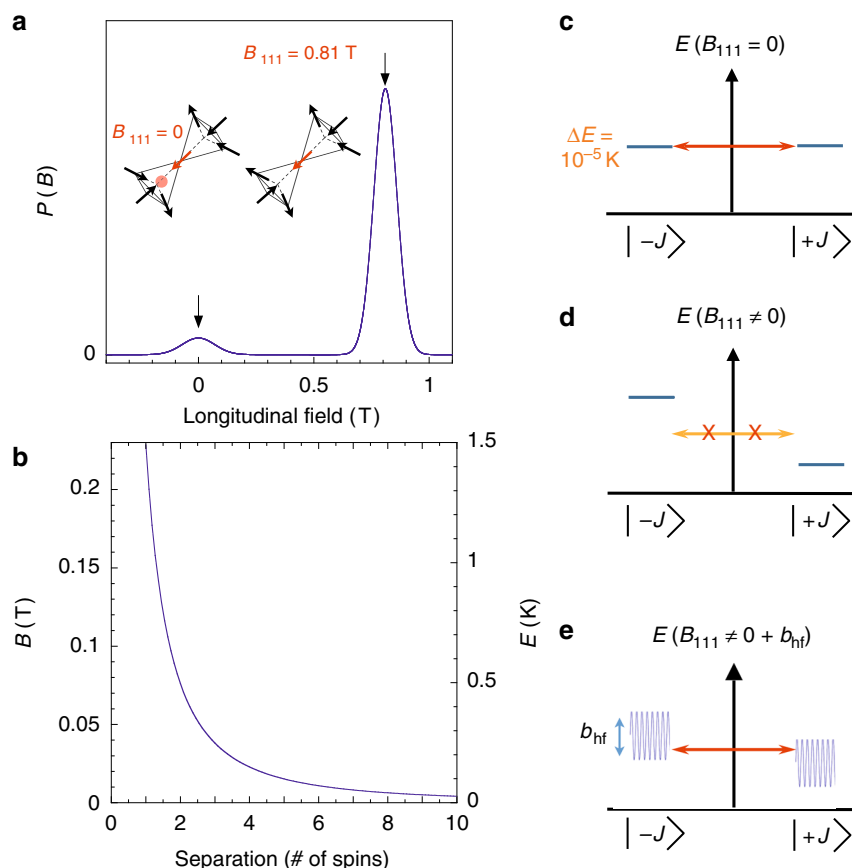 a
B111 = 0.81 T
B111 = 0
P (B)
0
0 0.5 1
Longitudinal field (T)
b
0.2
0.15
0.1
0.05
0
B (T)
1.5
1
0.5
0
E (K)
0 2 4 6 8 10
Separation (# of spins)
c
E (B111 = 0)
ΔE =
10−5 K
|−J⟩ |+J⟩
d
E (B111 ≠ 0)
X X
|−J⟩ |+J⟩
e
E (B111 ≠ 0 + bhf)
bhf
|−J⟩ |+J⟩